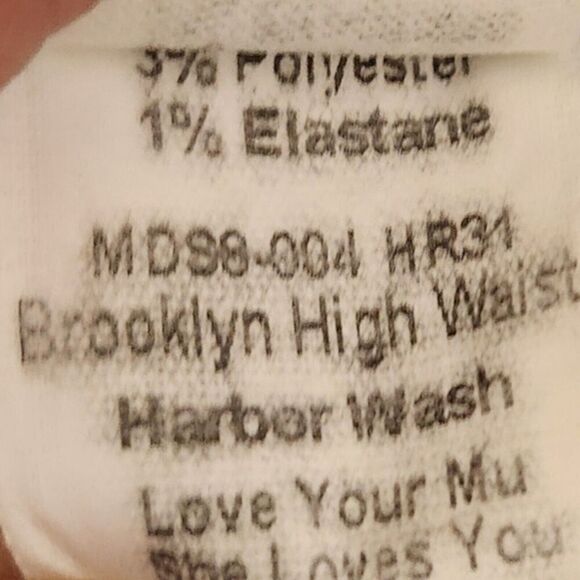 3% Polyester
1% Elastane
MDS8-004 HR31
Brooklyn High Waist
Harbor Wash
Love Your Mu
She Loves You